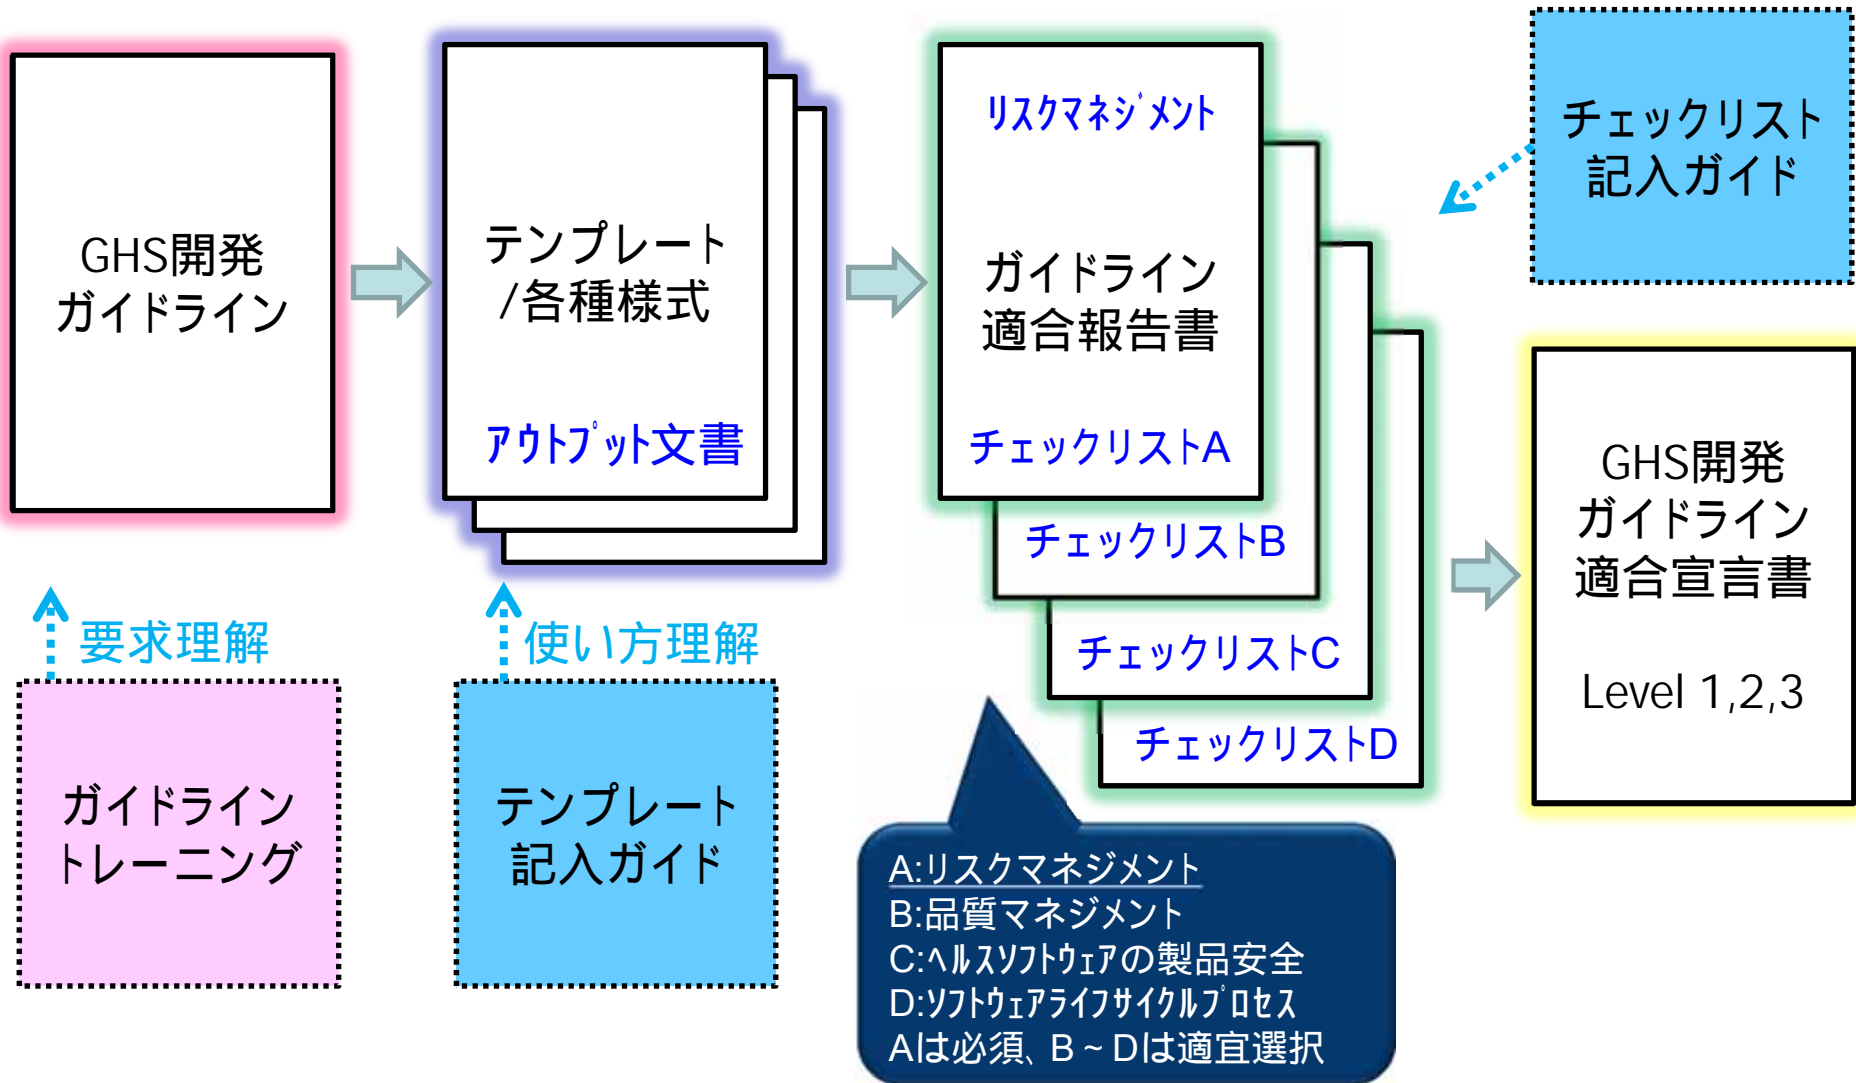 GHS開発
ガイドライン
テンプレート
/各種様式
アウトプット文書
リスクマネジメント
ガイドライン
適合報告書
チェックリストA
チェックリストB
チェックリストC
チェックリストD
チェックリスト
記入ガイド
GHS開発
ガイドライン
適合宣言書
Level 1,2,3
要求理解
使い方理解
ガイドライン
トレーニング
テンプレート
記入ガイド
A:リスクマネジメント
B:品質マネジメント
C:ヘルスソフトウェアの製品安全
D:ソフトウェアライフサイクルプロセス
Aは必須、B~Dは適宜選択